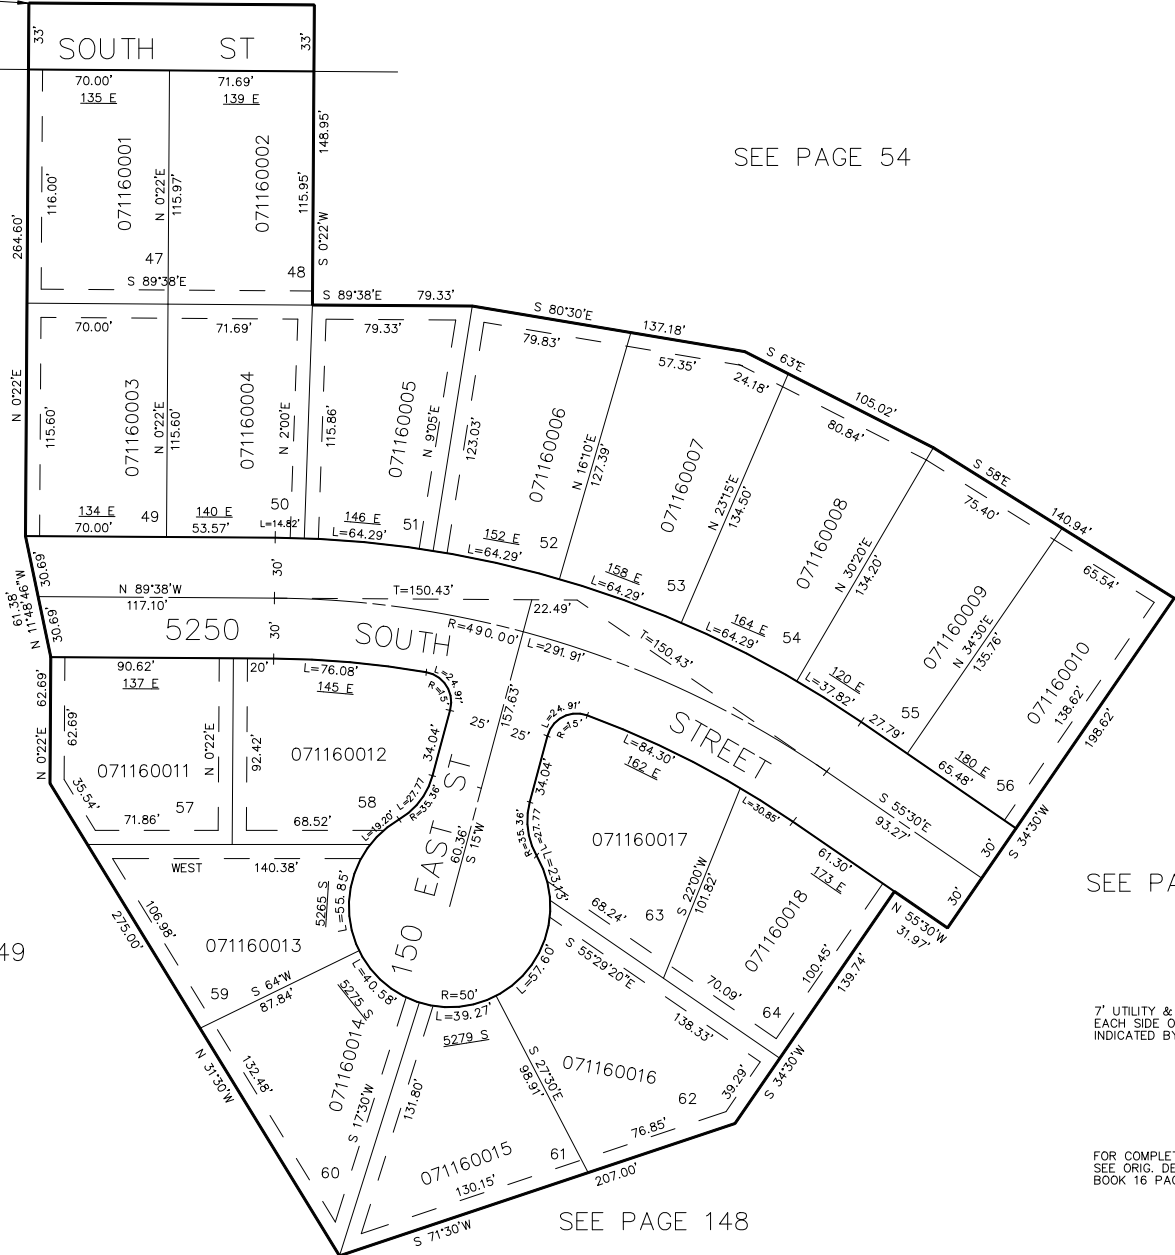 33'
SOUTH ST
33'
70.00'
71.69'
135 E
139 E
148.95'
SEE PAGE 54
071160001
071160002
116.00'
N 0°22'E
115.97'
115.95'
264.60'
S 0°22'W
47
48
S 89°38'E
S 89°38'E 79.33'
S 80°30'E
137.18'
70.00'
71.69'
79.33'
79.83'
57.35'
S 63°E
24.18'
105.02'
80.84'
N 0°22'E
071160003
071160004
071160005
071160006
071160007
071160008
071160009
071160010
115.60'
N 0°22'E
115.60'
N 2°00'E
115.86'
N 9°05'E
123.03'
N 16°10'E
127.39'
N 23°15'E
134.50'
N 30°20'E
134.20'
N 34°30'E
135.76'
138.62'
198.62'
S 58°E
75.40'
140.94'
65.54'
134 E
49
140 E
50
146 E
51
152 E
52
158 E
53
164 E
54
120 E
55
180 E
56
70.00'
53.57'
L=14.82'
L=64.29'
L=64.29'
L=64.29'
L=64.29'
L=37.82'
27.79'
65.48'
30.69'
61.38'
N 11°48'46"W
30.69'
30'
N 89°38'W
117.10'
T=150.43'
22.49'
5250 SOUTH STREET
30'
R=490.00'
L=291.91'
T=150.43'
S 55°30'E
93.27'
30'
30'
S 34°30'W
90.62'
20'
L=76.08'
137 E
145 E
L=24.91'
R=15'
62.69'
62.69'
N 0°22'E
N 0°22'E
92.42'
157.63'
25'
25'
L=24.91'
R=15'
L=84.30'
162 E
34.04'
34.04'
071160011
071160012
35.54'
57
58
71.86'
68.52'
L=19.20'
L=27.77
R=35.36'
60.36'
S 15°W
150 EAST ST
R=35.36'
L=27.77
L=23.13'
071160017
L=30.85'
61.30'
173 E
S 22°00'W
101.82'
68.24'
63
071160018
100.45'
70.09'
64
N 55°30'W
31.97'
139.74'
SEE PA
WEST 140.38'
106.98'
275.00'
5265 S
L=55.85'
071160013
49
59
S 64°W
87.84'
L=40.58'
5275 S
R=50'
L=39.27'
5279 S
L=57.60'
S 55°29'20"E
138.33'
7' UTILITY &
EACH SIDE O
INDICATED BY
N 31°30'W
132.48'
071160014
S 17°30'W
131.80'
S 27°30'E
98.91'
071160016
62
39.29'
S 34°30'W
60
071160015
61
76.85'
130.15'
207.00'
S 71°30'W
FOR COMPLET
SEE ORIG. DE
BOOK 16 PAG
SEE PAGE 148